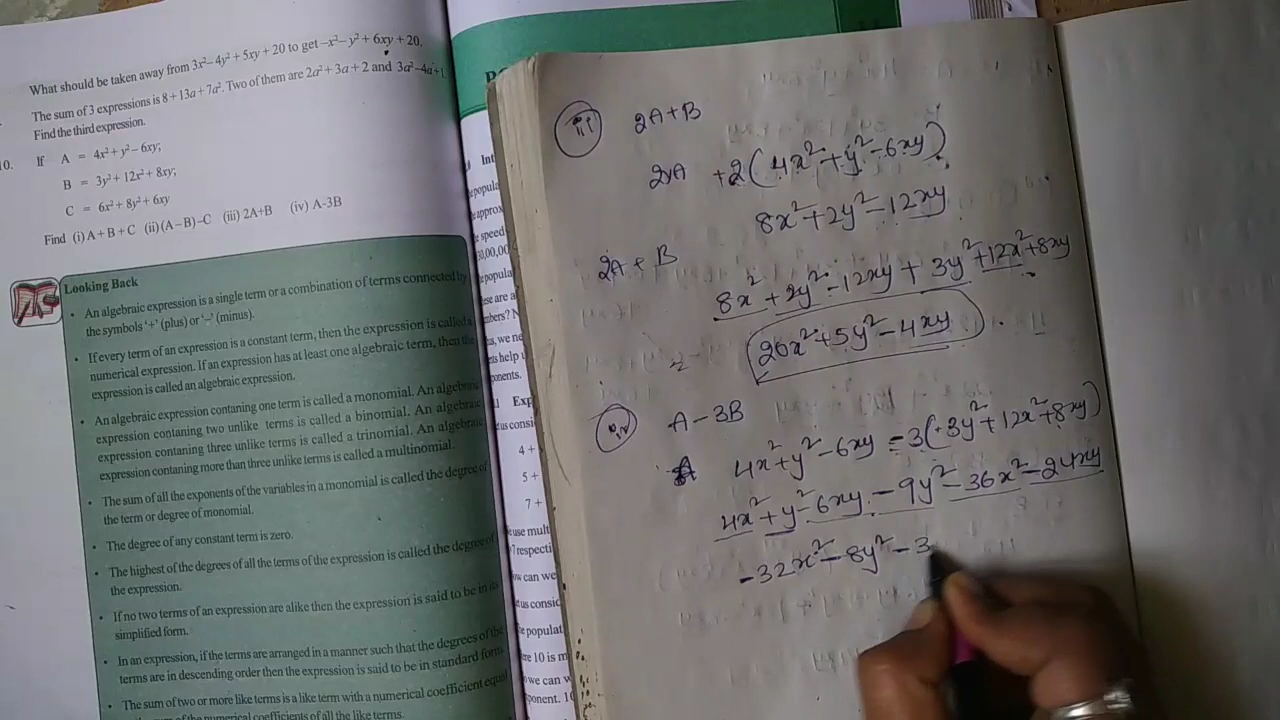 What should be taken away from 3x²– 4y² + 5xy + 20 to get –x²– y² + 6xy + 20.
The sum of 3 expressions is 8 + 13a + 7a². Two of them are 2a² + 3a + 2 and 3a² –4a+1.
Find the third expression.
10. If A = 4x² + y² – 6xy;
B = 3y² + 12x² + 8xy;
C = 6x² + 8y² + 6xy
Find (i) A + B + C (ii) (A – B) – C (iii) 2A+B (iv) A-3B
Looking Back
• An algebraic expression is a single term or a combination of terms connected by
the symbols ‘+’ (plus) or ‘–’ (minus).
• If every term of an expression is a constant term, then the expression is called a
numerical expression. If an expression has at least one algebraic term, then the
expression is called an algebraic expression.
• An algebraic expression contaning one term is called a monomial. An algebraic
expression contaning two unlike terms is called a binomial. An algebraic
expression contaning three unlike terms is called a trinomial. An algebraic
expression contaning more than three unlike terms is called a multinomial.
• The sum of all the exponents of the variables in a monomial is called the degree of
the term or degree of monomial.
• The degree of any constant term is zero.
• The highest of the degrees of all the terms of the expression is called the degree of
the expression.
• If no two terms of an expression are alike then the expression is said to be in its
simplified form.
• In an expression, if the terms are arranged in a manner such that the degrees of the
terms are in descending order then the expression is said to be in standard form.
• The sum of two or more like terms is a like term with a numerical coefficient equal
of the numerical coefficients of all the like terms.
iii 2A+B
2A +2(4x²+y²-6xy)
8x²+2y²-12xy
2A+B
8x²+2y²-12xy+3y²+12x²+8xy
20x²+5y²-4xy
iv A-3B
4x²+y²-6xy = 3(+3y²+12x²+8xy)
4x²+y²-6xy-9y²-36x²-24xy
-32x²-8y²-3